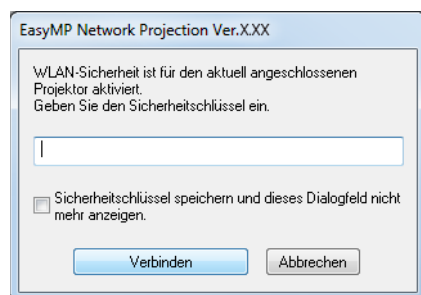 EasyMP Network Projection Ver.X.XX
WLAN-Sicherheit ist für den aktuell angeschlossenen
Projektor aktiviert.
Geben Sie den Sicherheitschlüssel ein.
Sicherheitschlüssel speichern und dieses Dialogfeld nicht
mehr anzeigen.
Verbinden Abbrechen